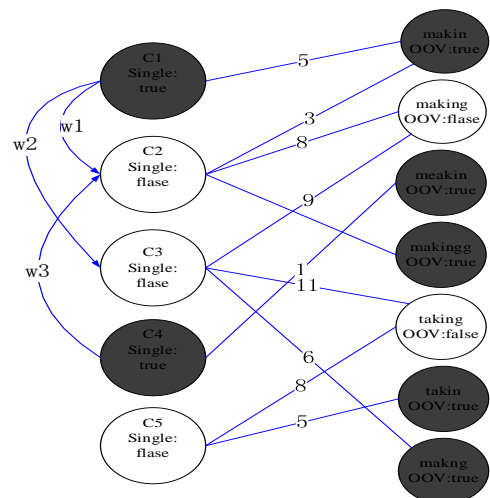 C1
Single:
true
C2
Single:
flase
C3
Single:
flase
C4
Single:
true
C5
Single:
flase
w1
w2
w3
5
3
8
9
1
11
6
8
5
makin
OOV:true
making
OOV:flase
meakin
OOV:true
makingg
OOV:true
taking
OOV:false
takin
OOV:true
makng
OOV:true